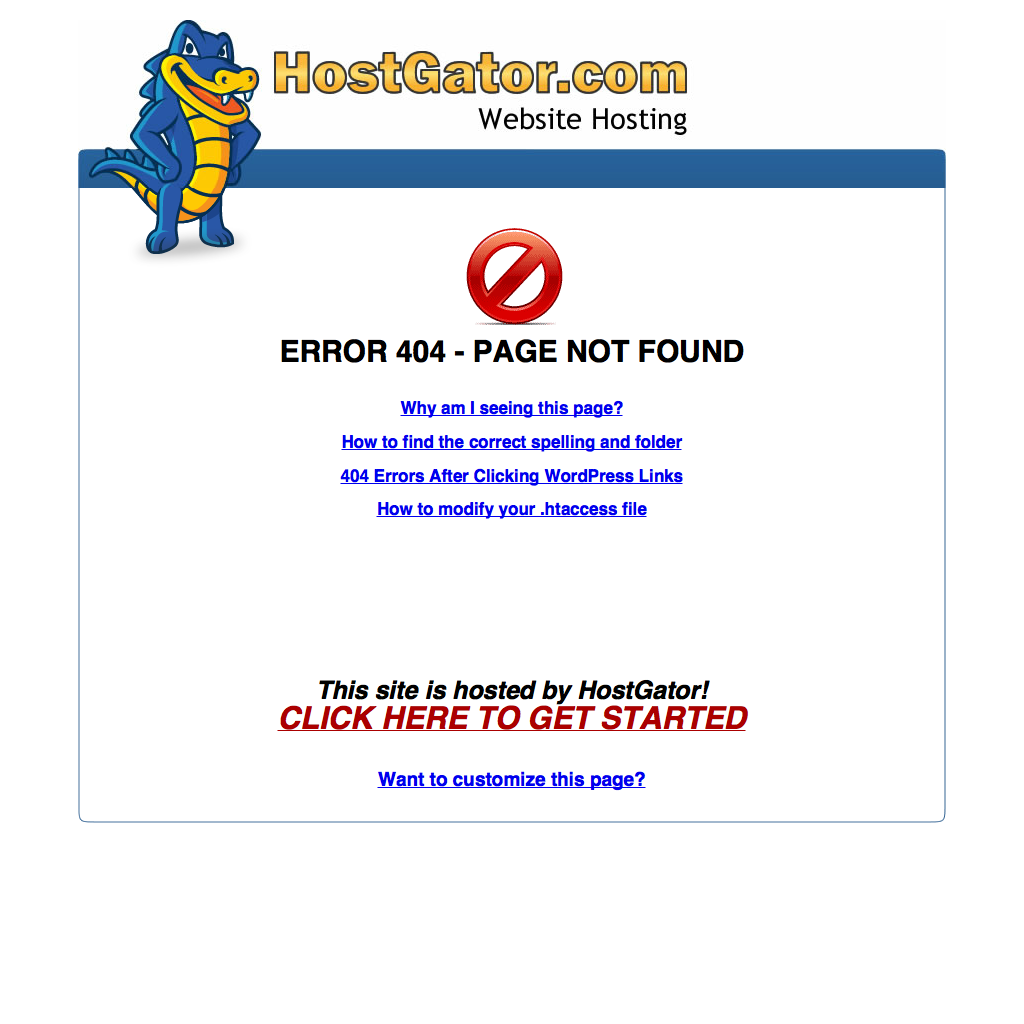 HostGator.com
Website Hosting
ERROR 404 - PAGE NOT FOUND
Why am I seeing this page?
How to find the correct spelling and folder
404 Errors After Clicking WordPress Links
How to modify your .htaccess file
This site is hosted by HostGator!
CLICK HERE TO GET STARTED
Want to customize this page?